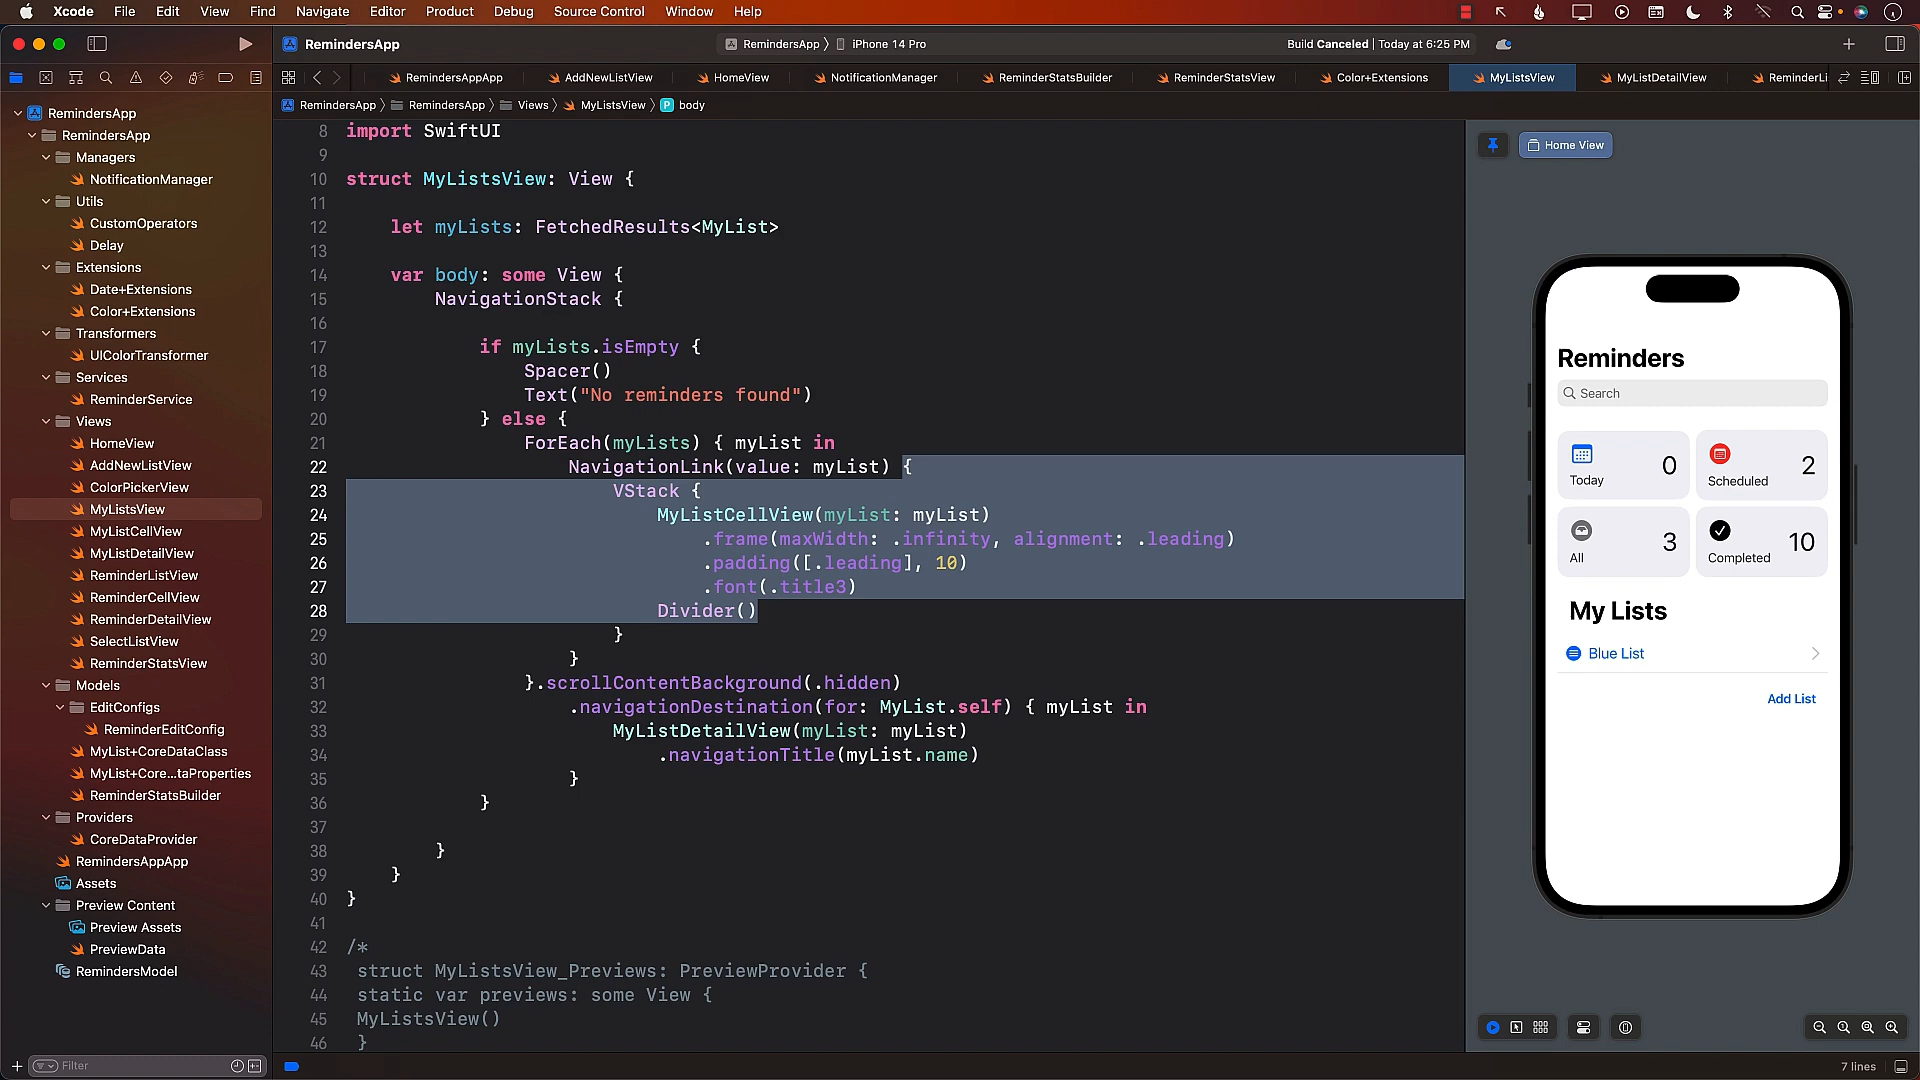 Xcode File Edit View Find Navigate Editor Product Debug Source Control Window Help
RemindersApp
RemindersApp 〉 iPhone 14 Pro
Build Canceled | Today at 6:25 PM
RemindersAppApp AddNewListView HomeView NotificationManager ReminderStatsBuilder ReminderStatsView Color+Extensions MyListsView MyListDetailView ReminderLi
RemindersApp 〉 RemindersApp 〉 Views 〉 MyListsView 〉 P body
RemindersApp
RemindersApp
Managers
NotificationManager
Utils
CustomOperators
Delay
Extensions
Date+Extensions
Color+Extensions
Transformers
UIColorTransformer
Services
ReminderService
Views
HomeView
AddNewListView
ColorPickerView
MyListsView
MyListCellView
MyListDetailView
ReminderListView
ReminderCellView
ReminderDetailView
SelectListView
ReminderStatsView
Models
EditConfigs
ReminderEditConfig
MyList+CoreDataClass
MyList+Core...taProperties
ReminderStatsBuilder
Providers
CoreDataProvider
RemindersAppApp
Assets
Preview Content
Preview Assets
PreviewData
RemindersModel
Filter
8 import SwiftUI
9
10 struct MyListsView: View {
11
12 let myLists: FetchedResults<MyList>
13
14 var body: some View {
15 NavigationStack {
16
17 if myLists.isEmpty {
18 Spacer()
19 Text("No reminders found")
20 } else {
21 ForEach(myLists) { myList in
22 NavigationLink(value: myList) {
23 VStack {
24 MyListCellView(myList: myList)
25 .frame(maxWidth: .infinity, alignment: .leading)
26 .padding([.leading], 10)
27 .font(.title3)
28 Divider()
29 }
30 }
31 }.scrollContentBackground(.hidden)
32 .navigationDestination(for: MyList.self) { myList in
33 MyListDetailView(myList: myList)
34 .navigationTitle(myList.name)
35 }
36 }
37
38 }
39 }
40 }
41
42 /*
43 struct MyListsView_Previews: PreviewProvider {
44 static var previews: some View {
45 MyListsView()
46 }
Home View
Reminders
Search
Today 0
Scheduled 2
All 3
Completed 10
My Lists
Blue List
Add List
7 lines